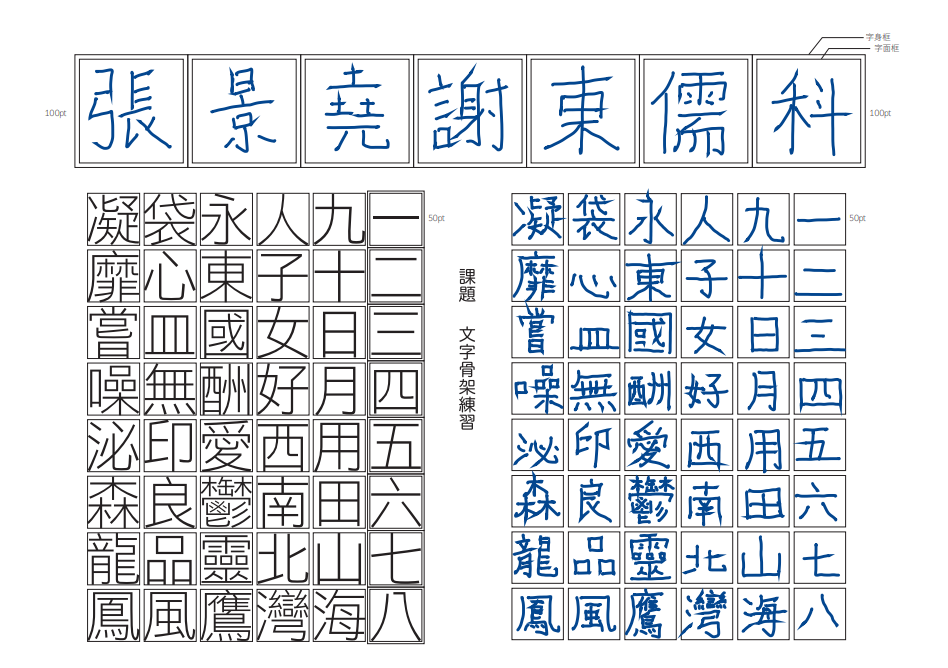 字身框
字面框
100pt
張景堯謝東儒科
100pt
凝袋永人九一
50pt
靡心東子十二
嘗皿國女日三
噪無酬好月四
泌印愛西用五
森良鬱南田六
龍品靈北山七
鳳風鷹灣海八
課題 文字骨架練習
凝袋永人九一
50pt
靡心東子十二
嘗皿國女日三
噪無酬好月四
泌印愛西用五
森良鬱南田六
龍品靈北山七
鳳風鷹灣海八